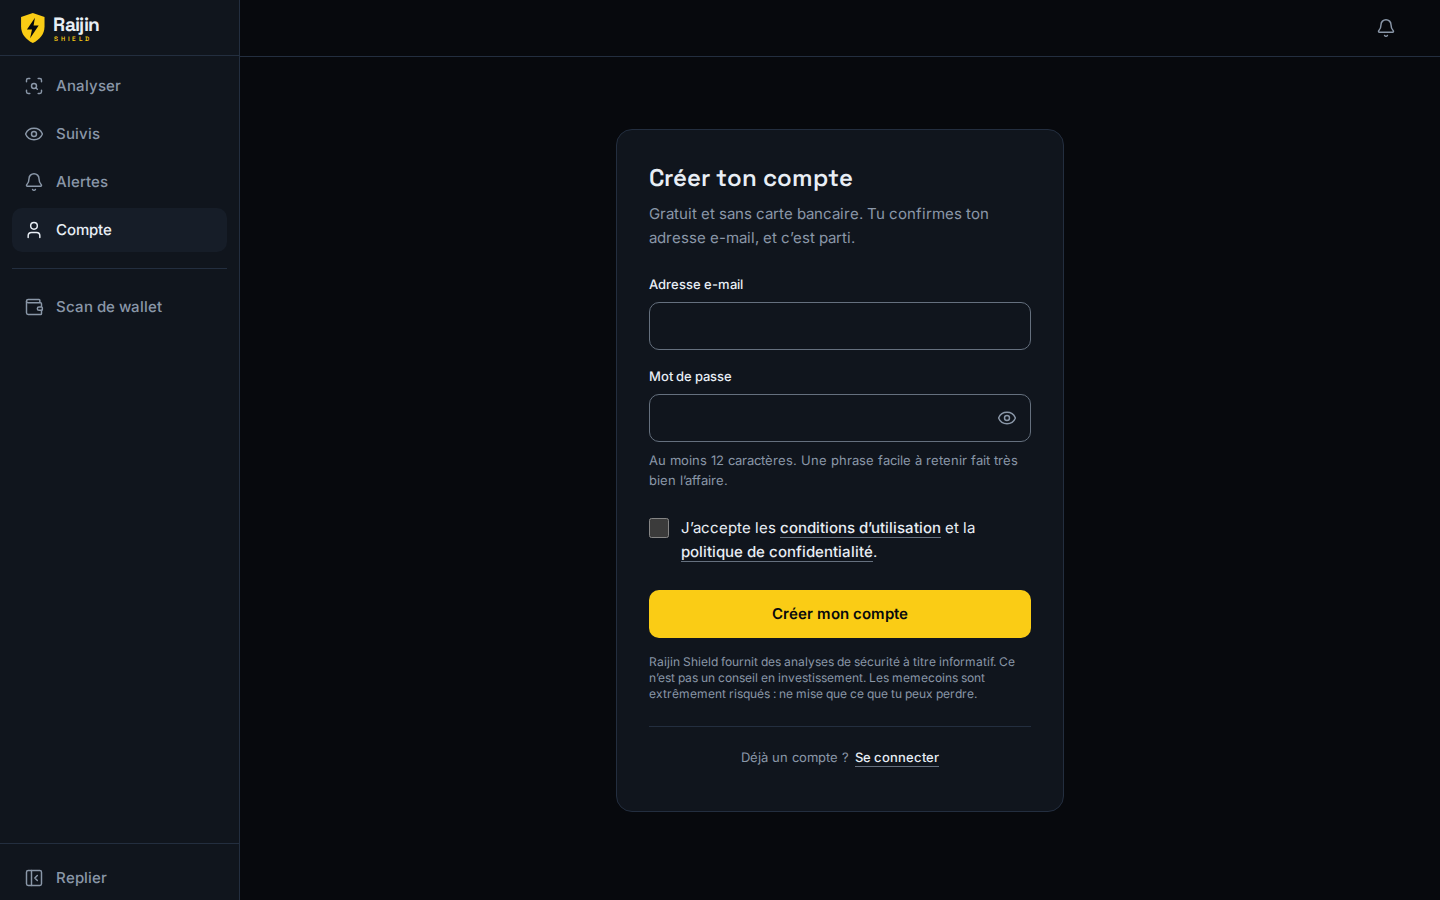 Raijin
SHIELD
Analyser
Suivis
Alertes
Compte
Scan de wallet
Replier
Créer ton compte
Gratuit et sans carte bancaire. Tu confirmes ton
adresse e-mail, et c’est parti.
Adresse e-mail
Mot de passe
Au moins 12 caractères. Une phrase facile à retenir fait très
bien l’affaire.
J’accepte les conditions d’utilisation et la
politique de confidentialité.
Créer mon compte
Raijin Shield fournit des analyses de sécurité à titre informatif. Ce
n’est pas un conseil en investissement. Les memecoins sont
extrêmement risqués : ne mise que ce que tu peux perdre.
Déjà un compte ? Se connecter